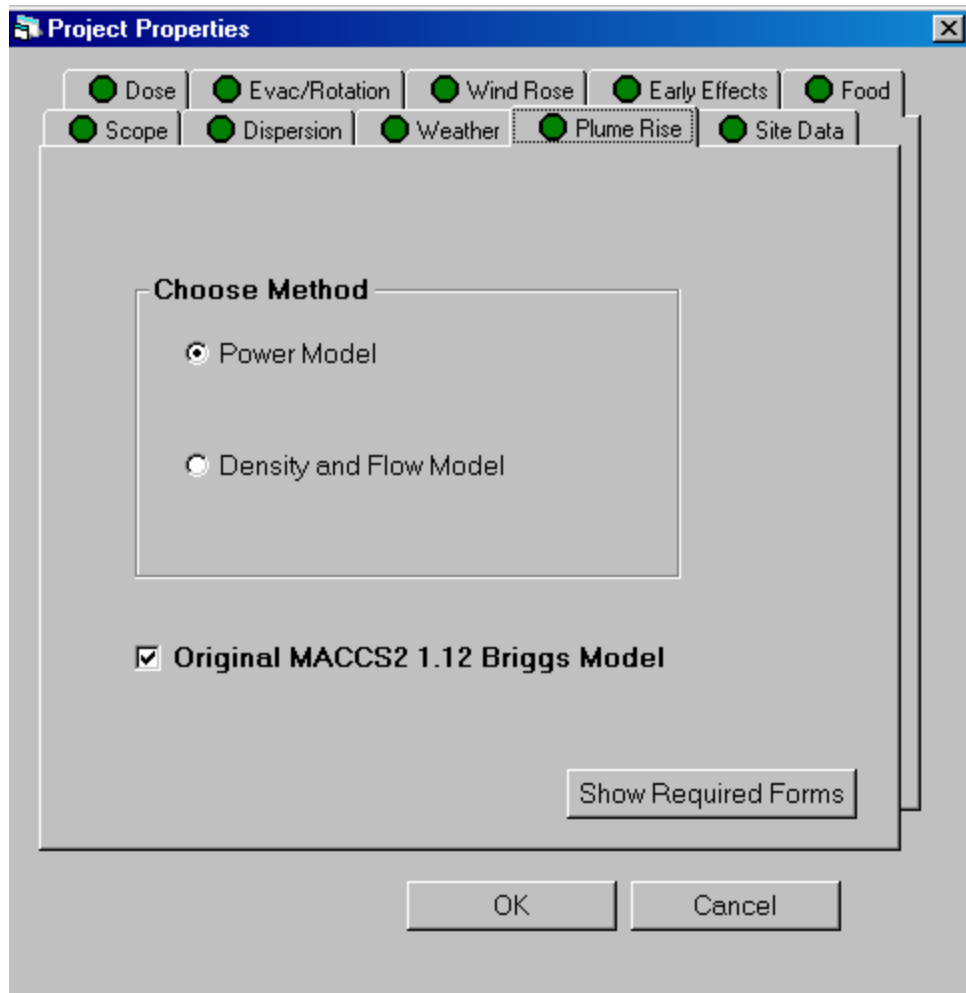 Project Properties
Dose Evac/Rotation Wind Rose Early Effects Food
Scope Dispersion Weather Plume Rise Site Data
Choose Method
Power Model
Density and Flow Model
Original MACCS2 1.12 Briggs Model
Show Required Forms
OK Cancel